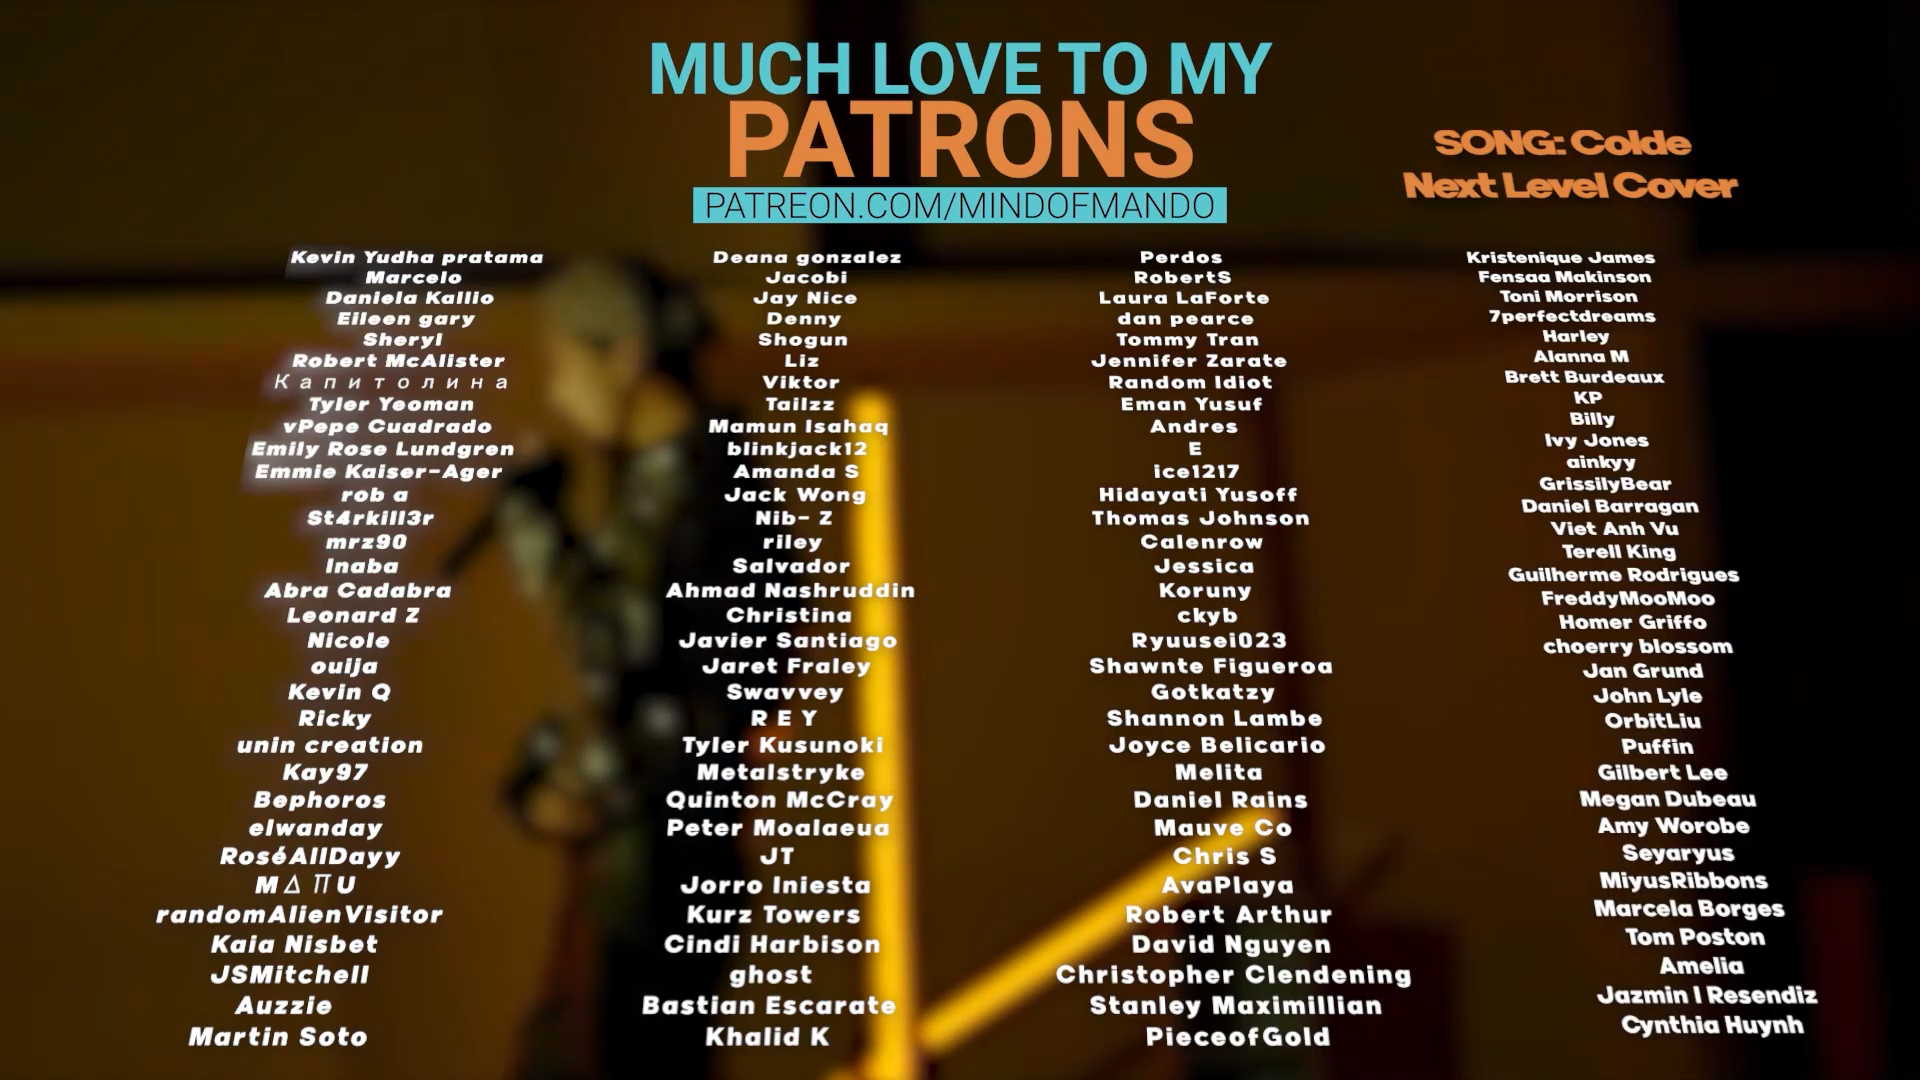 MUCH LOVE TO MY
PATRONS
PATREON.COM/MINDOFMANDO
SONG: Colde
Next Level Cover
Kevin Yudha pratama
Marcelo
Daniela Kallio
Eileen gary
Sheryl
Robert McAlister
Капитолина
Tyler Yeoman
vPepe Cuadrado
Emily Rose Lundgren
Emmie Kaiser-Ager
rob a
St4rkill3r
mrz90
Inaba
Abra Cadabra
Leonard Z
Nicole
ouija
Kevin Q
Ricky
unin creation
Kay97
Bephoros
elwanday
RoséAllDayy
M Δ π U
randomAlienVisitor
Kaia Nisbet
JSMitchell
Auzzie
Martin Soto
Deana gonzalez
Jacobi
Jay Nice
Denny
Shogun
Liz
Viktor
Tailzz
Mamun Isahaq
blinkjack12
Amanda S
Jack Wong
Nib- Z
riley
Salvador
Ahmad Nashruddin
Christina
Javier Santiago
Jaret Fraley
Swavvey
R E Y
Tyler Kusunoki
Metalstryke
Quinton McCray
Peter Moalaeua
JT
Jorro Iniesta
Kurz Towers
Cindi Harbison
ghost
Bastian Escarate
Khalid K
Perdos
RobertS
Laura LaForte
dan pearce
Tommy Tran
Jennifer Zarate
Random Idiot
Eman Yusuf
Andres
E
ice1217
Hidayati Yusoff
Thomas Johnson
Calenrow
Jessica
Koruny
ckyb
Ryuusei023
Shawnte Figueroa
Gotkatzy
Shannon Lambe
Joyce Belicario
Melita
Daniel Rains
Mauve Co
Chris S
AvaPlaya
Robert Arthur
David Nguyen
Christopher Clendening
Stanley Maximillian
PieceofGold
Kristenique James
Fensaa Makinson
Toni Morrison
7perfectdreams
Harley
Alanna M
Brett Burdeaux
KP
Billy
Ivy Jones
ainkyy
GrissilyBear
Daniel Barragan
Viet Anh Vu
Terell King
Guilherme Rodrigues
FreddyMooMoo
Homer Griffo
choerry blossom
Jan Grund
John Lyle
OrbitLiu
Puffin
Gilbert Lee
Megan Dubeau
Amy Worobe
Seyaryus
MiyusRibbons
Marcela Borges
Tom Poston
Amelia
Jazmin I Resendiz
Cynthia Huynh